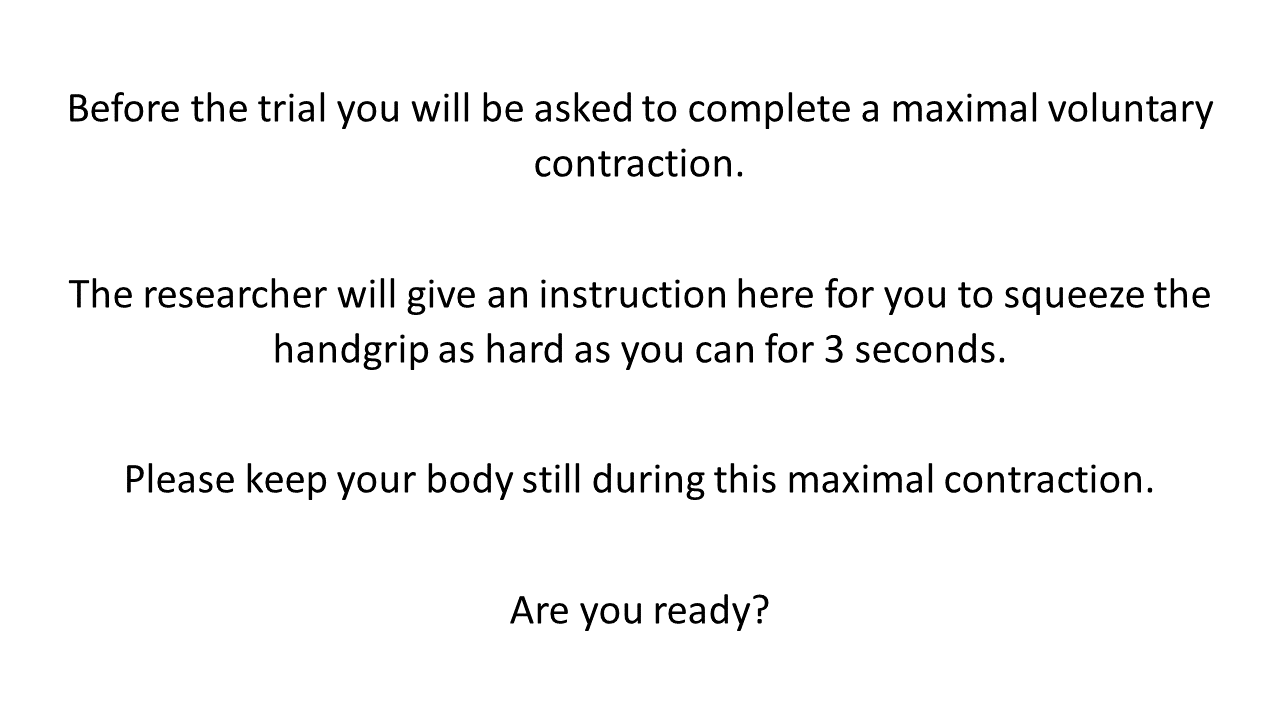 Before the trial you will be asked to complete a maximal voluntary
contraction.
The researcher will give an instruction here for you to squeeze the
handgrip as hard as you can for 3 seconds.
Please keep your body still during this maximal contraction.
Are you ready?